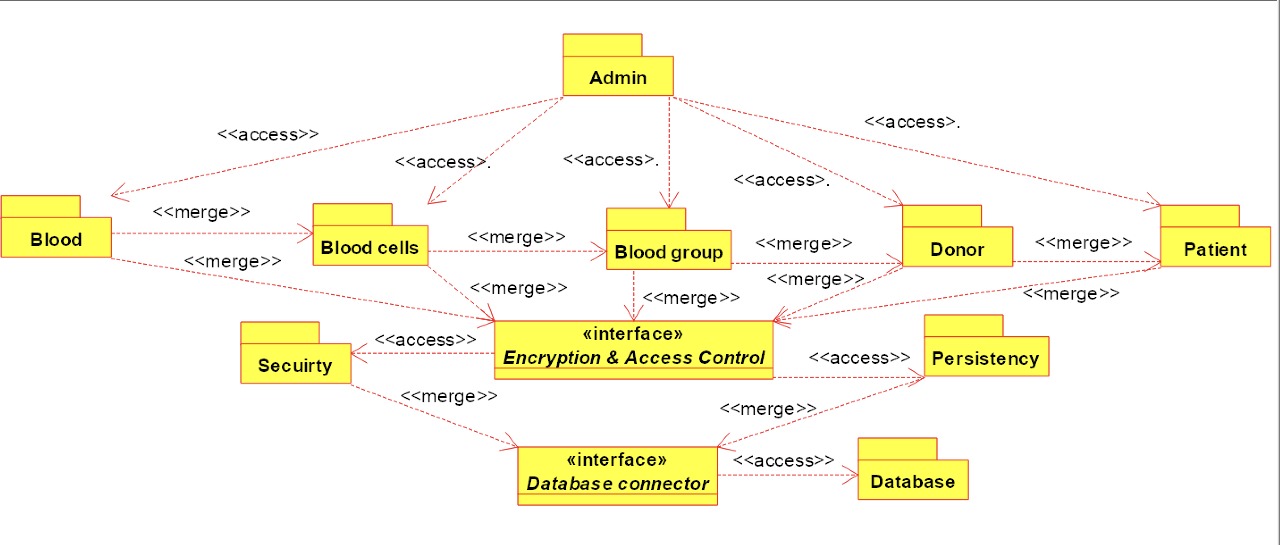 Admin
<<access>>
<<access>.
<<access>.
<<access>.
<<access>.
Blood
<<merge>>
Blood cells
<<merge>>
Blood group
<<merge>>
Donor
<<merge>>
Patient
<<merge>>
<<merge>>
<<merge>>
<<merge>>
<<merge>>
«interface»
Encryption & Access Control
<<access>>
Secuirty
<<access>>
Persistency
<<merge>>
<<merge>>
«interface»
Database connector
<<access>>
Database